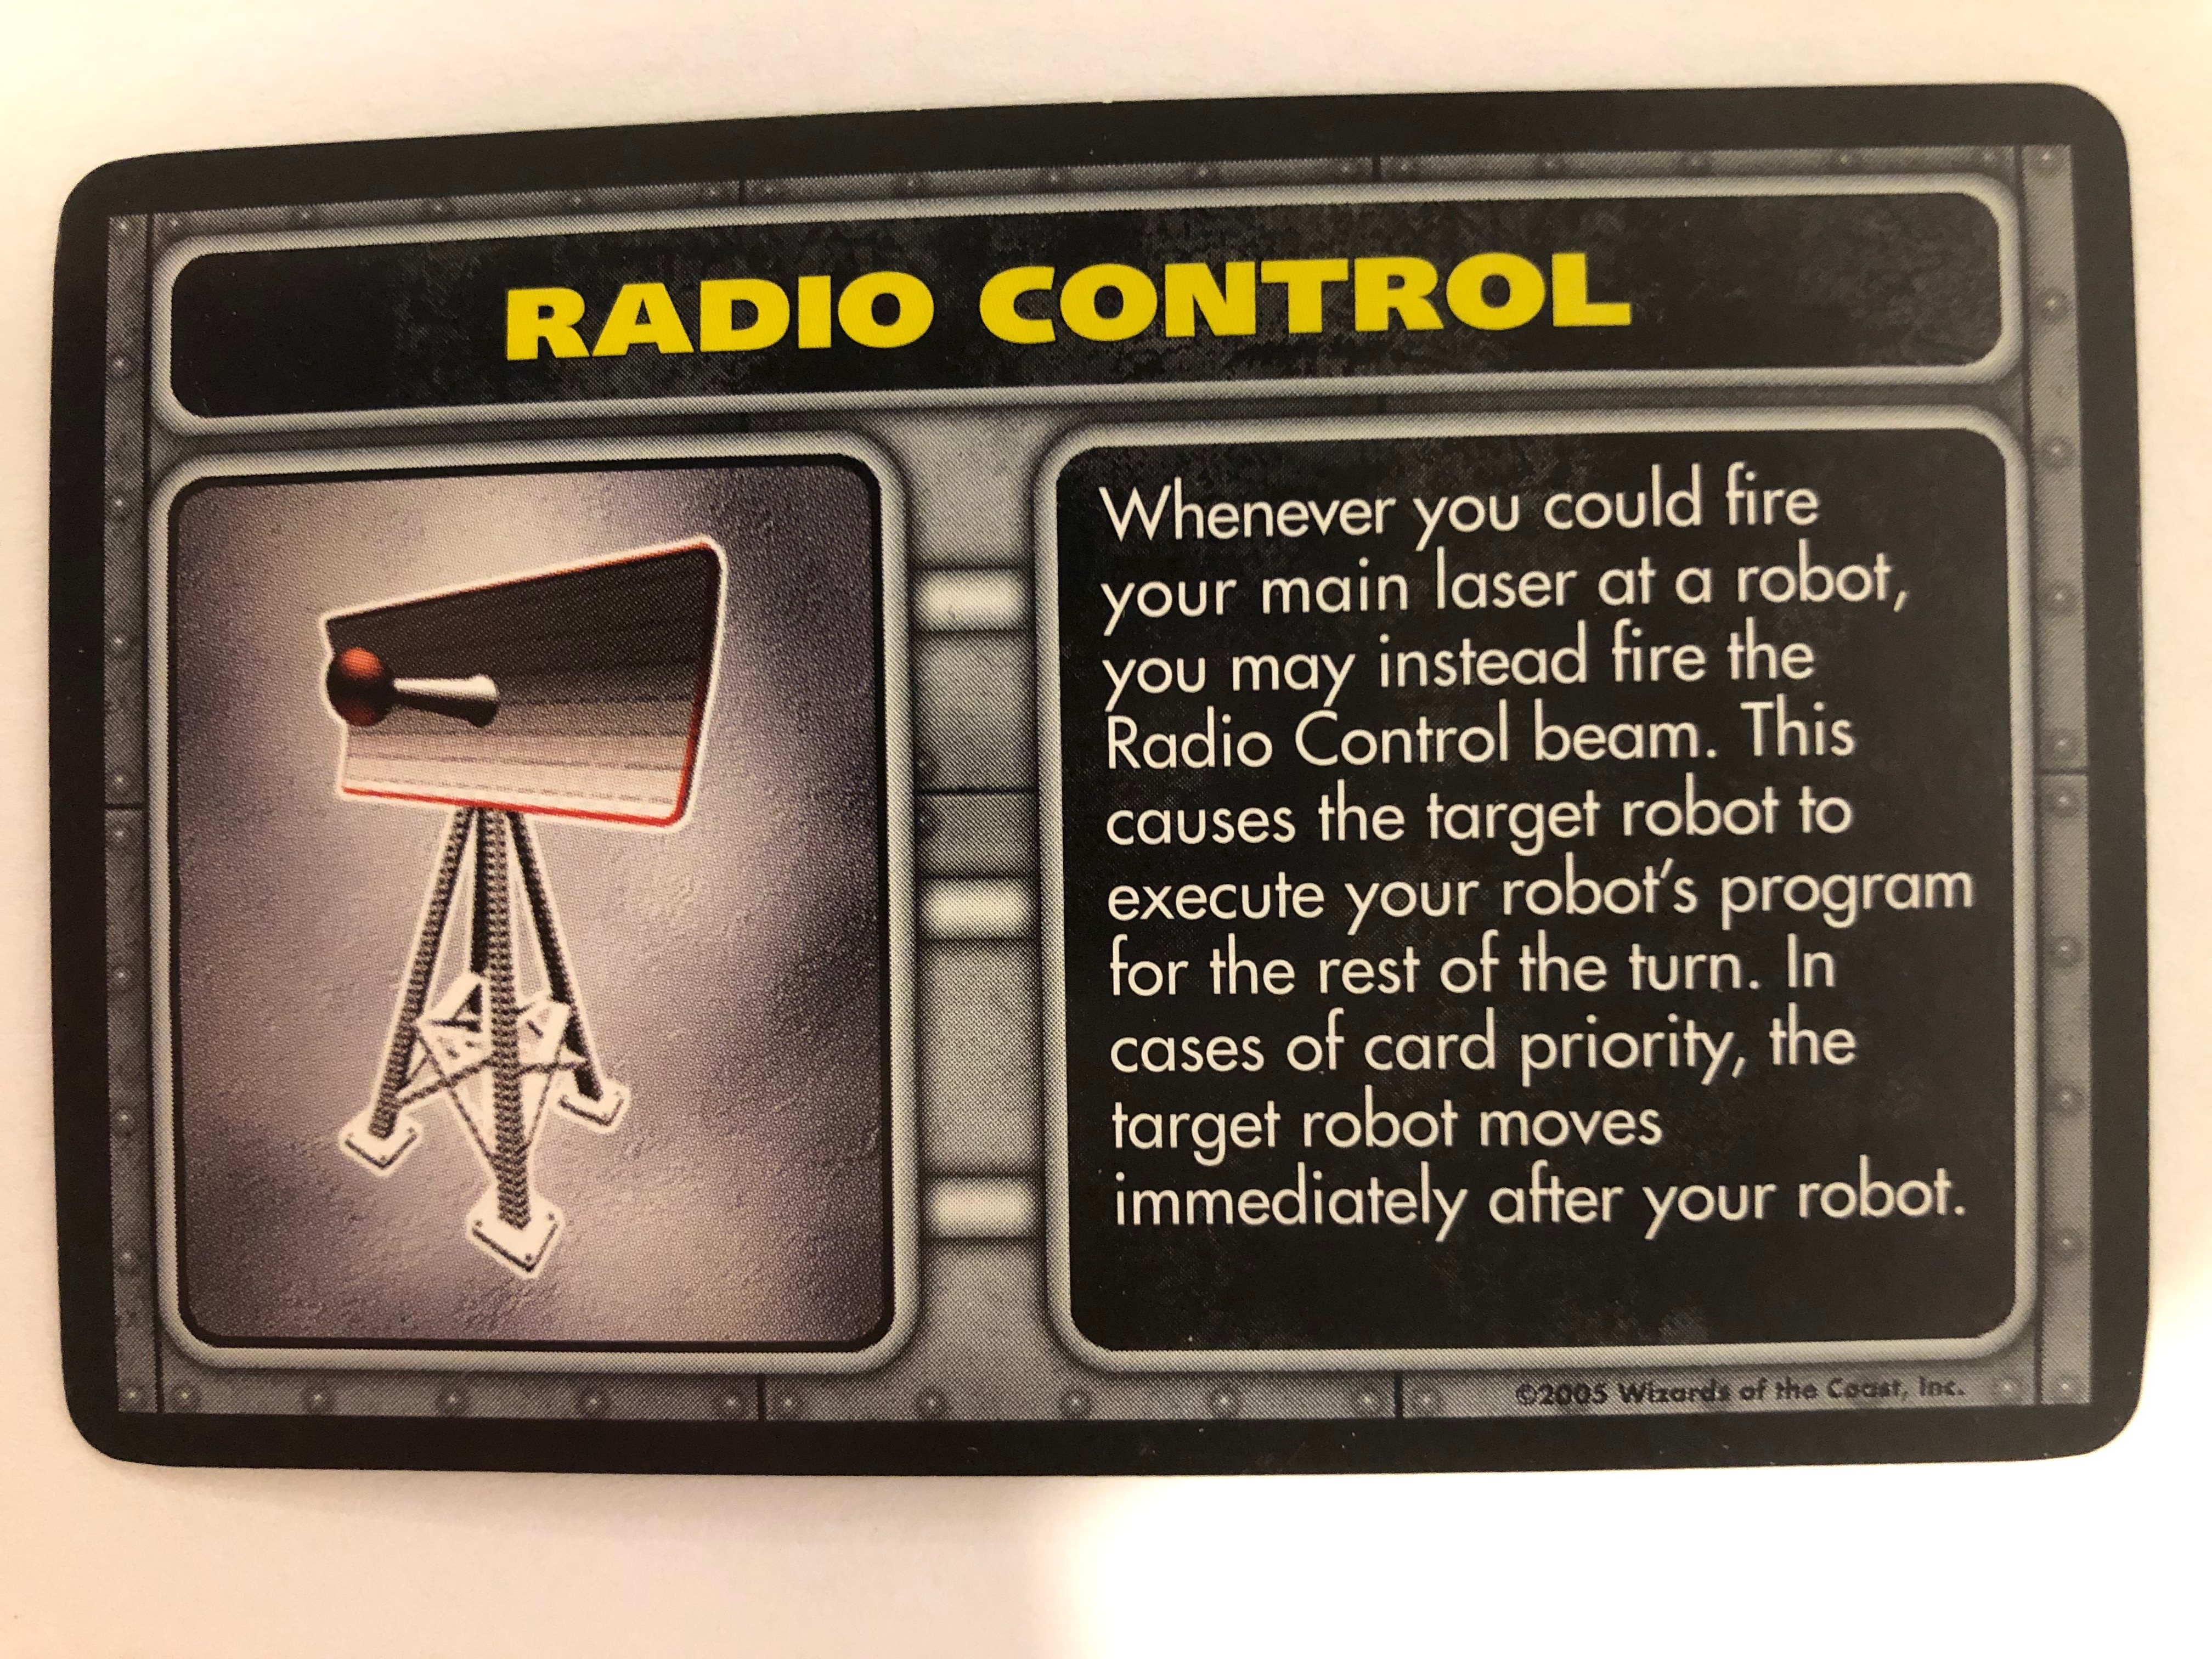 RADIO CONTROL
Whenever you could fire
your main laser at a robot,
you may instead fire the
Radio Control beam. This
causes the target robot to
execute your robot's program
for the rest of the turn. In
cases of card priority, the
target robot moves
immediately after your robot.
©2005 Wizards of the Coast, Inc.